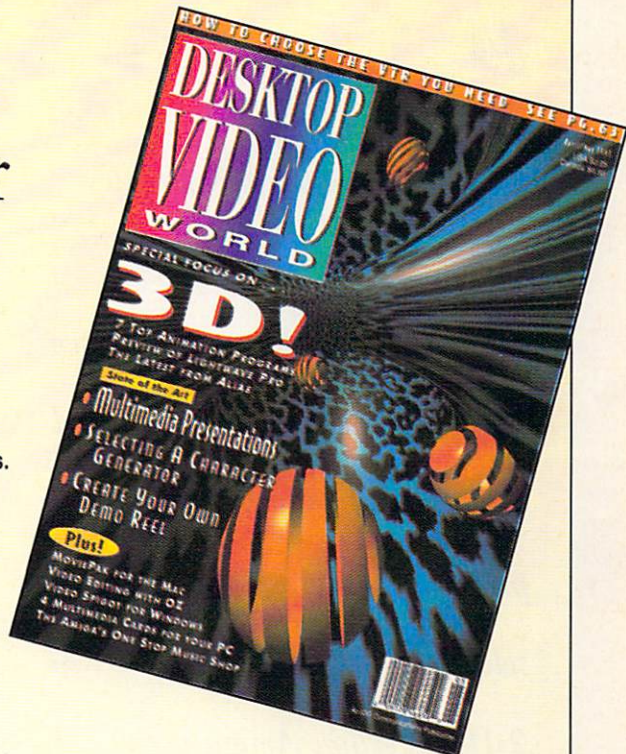 HOW TO CHOOSE THE VTR YOU NEED SEE PG. 63
DESKTOP
VIDEO
WORLD
SPECIAL FOCUS ON
3D!
7 TOP ANIMATION PROGRAMS
PREVIEW OF LIGHTWAVE PRO
THE LATEST FROM ALIAS
State of the Art
Multimedia Presentations
SELECTING A CHARACTER
GENERATOR
CREATE YOUR OWN
DEMO REEL
Plus!
MOVIEPAK FOR THE MAC
VIDEO EDITING WITH OZ
VIDEO SPIGOT FOR WINDOWS
4 MULTIMEDIA CARDS FOR YOUR PC
THE AMIGA'S ONE STOP MUSIC SHOP